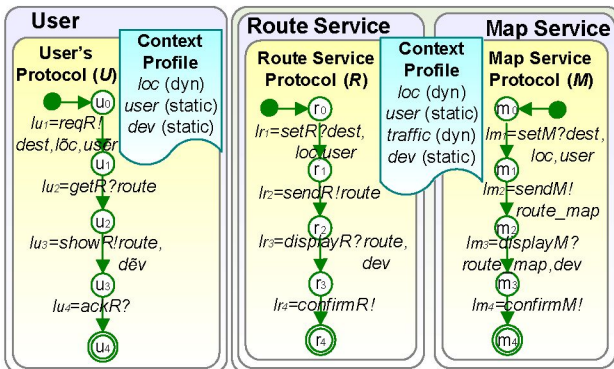 User
User's
Protocol (U)
u0
lu1=reqR!
dest,lõc,usẽr
u1
lu2=getR?route
u2
lu3=showR!route,
dẽv
u3
lu4=ackR?
u4
Context
Profile
loc (dyn)
user (static)
dev (static)
Route Service
Route Service
Protocol (R)
r0
lr1=setR?dest,
loc,user
r1
lr2=sendR!route
r2
lr3=displayR?route,
dev
r3
lr4=confirmR!
r4
Context
Profile
loc (dyn)
user (static)
traffic (dyn)
dev (static)
Map Service
Map Service
Protocol (M)
m0
lm1=setM?dest,
loc,user
m1
lm2=sendM!
route_map
m2
lm3=displayM?
route_map,dev
m3
lm4=confirmM!
m4